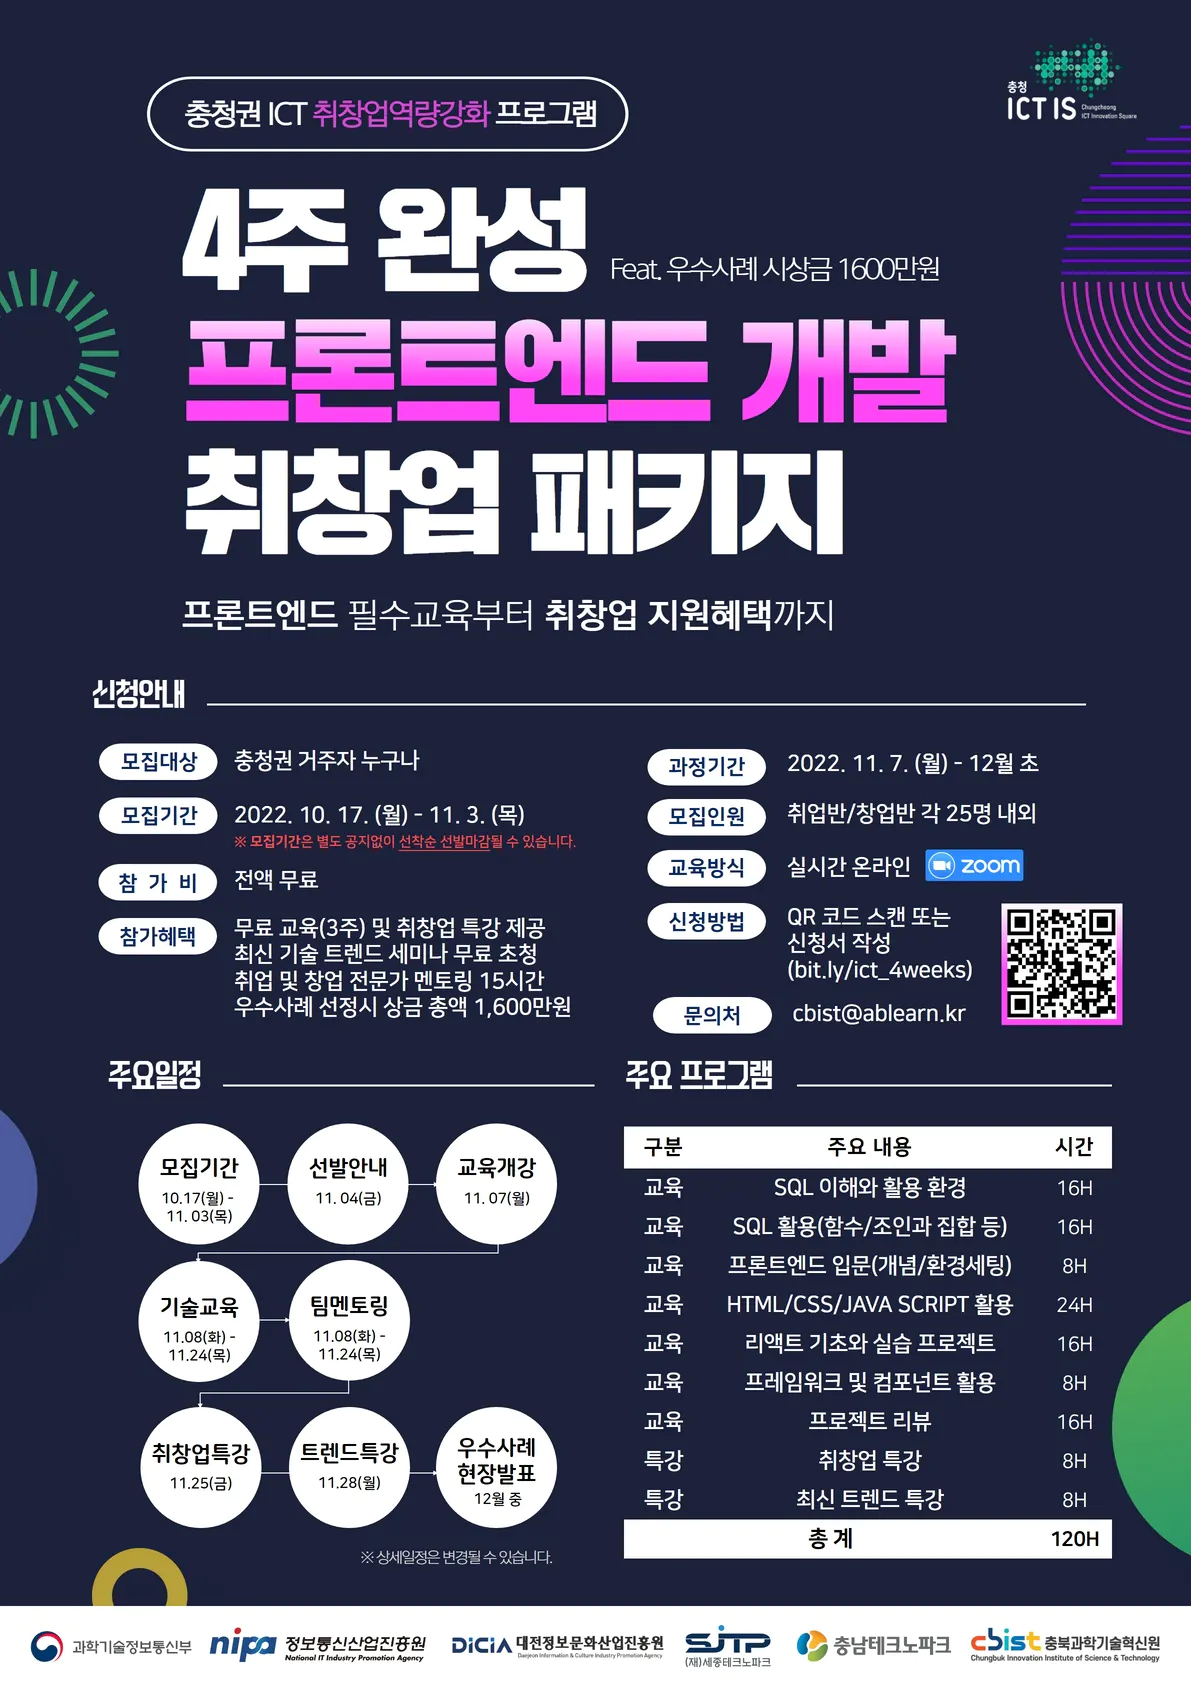 충청
ICT IS
Chungcheong
ICT Innovation Square
충청권 ICT 취창업역량강화 프로그램
4주 완성
Feat. 우수사례 시상금 1600만원
프론트엔드 개발
취창업 패키지
프론트엔드 필수교육부터 취창업 지원혜택까지
신청안내
모집대상 충청권 거주자 누구나
모집기간 2022. 10. 17. (월) - 11. 3. (목)
※ 모집기간은 별도 공지없이 선착순 선발마감될 수 있습니다.
참 가 비 전액 무료
참가혜택 무료 교육(3주) 및 취창업 특강 제공
최신 기술 트렌드 세미나 무료 초청
취업 및 창업 전문가 멘토링 15시간
우수사례 선정시 상금 총액 1,600만원
과정기간 2022. 11. 7. (월) - 12월 초
모집인원 취업반/창업반 각 25명 내외
교육방식 실시간 온라인 zoom
신청방법 QR 코드 스캔 또는
신청서 작성
(bit.ly/ict_4weeks)
문의처 cbist@ablearn.kr
주요일정
모집기간
10.17(월) -
11. 03(목)
선발안내
11. 04(금)
교육개강
11. 07(월)
기술교육
11.08(화) -
11.24(목)
팀멘토링
11.08(화) -
11.24(목)
취창업특강
11.25(금)
트렌드특강
11.28(월)
우수사례
현장발표
12월 중
※ 상세일정은 변경될 수 있습니다.
주요 프로그램
구분 주요 내용 시간
교육 SQL 이해와 활용 환경 16H
교육 SQL 활용(함수/조인과 집합 등) 16H
교육 프론트엔드 입문(개념/환경세팅) 8H
교육 HTML/CSS/JAVA SCRIPT 활용 24H
교육 리액트 기초와 실습 프로젝트 16H
교육 프레임워크 및 컴포넌트 활용 8H
교육 프로젝트 리뷰 16H
특강 취창업 특강 8H
특강 최신 트렌드 특강 8H
총 계 120H
과학기술정보통신부
nipa 정보통신산업진흥원
National IT Industry Promotion Agency
DICIA 대전정보문화산업진흥원
Daejeon Information & Culture Industry Promotion Agency
SJTP
(재)세종테크노파크
충남테크노파크
cbist 충북과학기술혁신원
Chungbuk Innovation Institute of Science & Technology